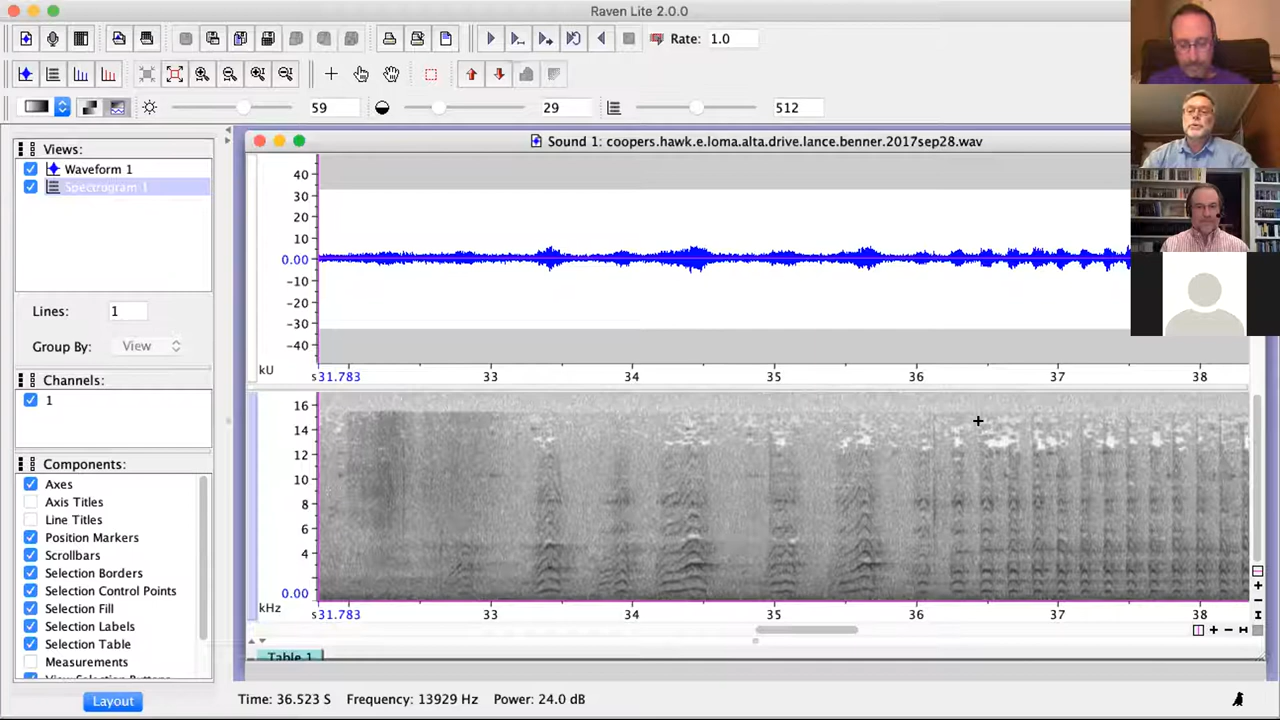 Raven Lite 2.0.0
Rate: 1.0
59 29 512
Views:
Waveform 1
Spectrogram 1
Lines: 1
Group By: View
Channels:
1
Components:
Axes
Axis Titles
Line Titles
Position Markers
Scrollbars
Selection Borders
Selection Control Points
Selection Fill
Selection Labels
Selection Table
Measurements
Layout
Sound 1: coopers.hawk.e.loma.alta.drive.lance.benner.2017sep28.wav
40
30
20
10
0.00
-10
-20
-30
-40
kU
s31.783 33 34 35 36 37 38
16
14
12
10
8
6
4
0.00
kHz
s31.783 33 34 35 36 37 38
Table 1
Time: 36.523 S Frequency: 13929 Hz Power: 24.0 dB